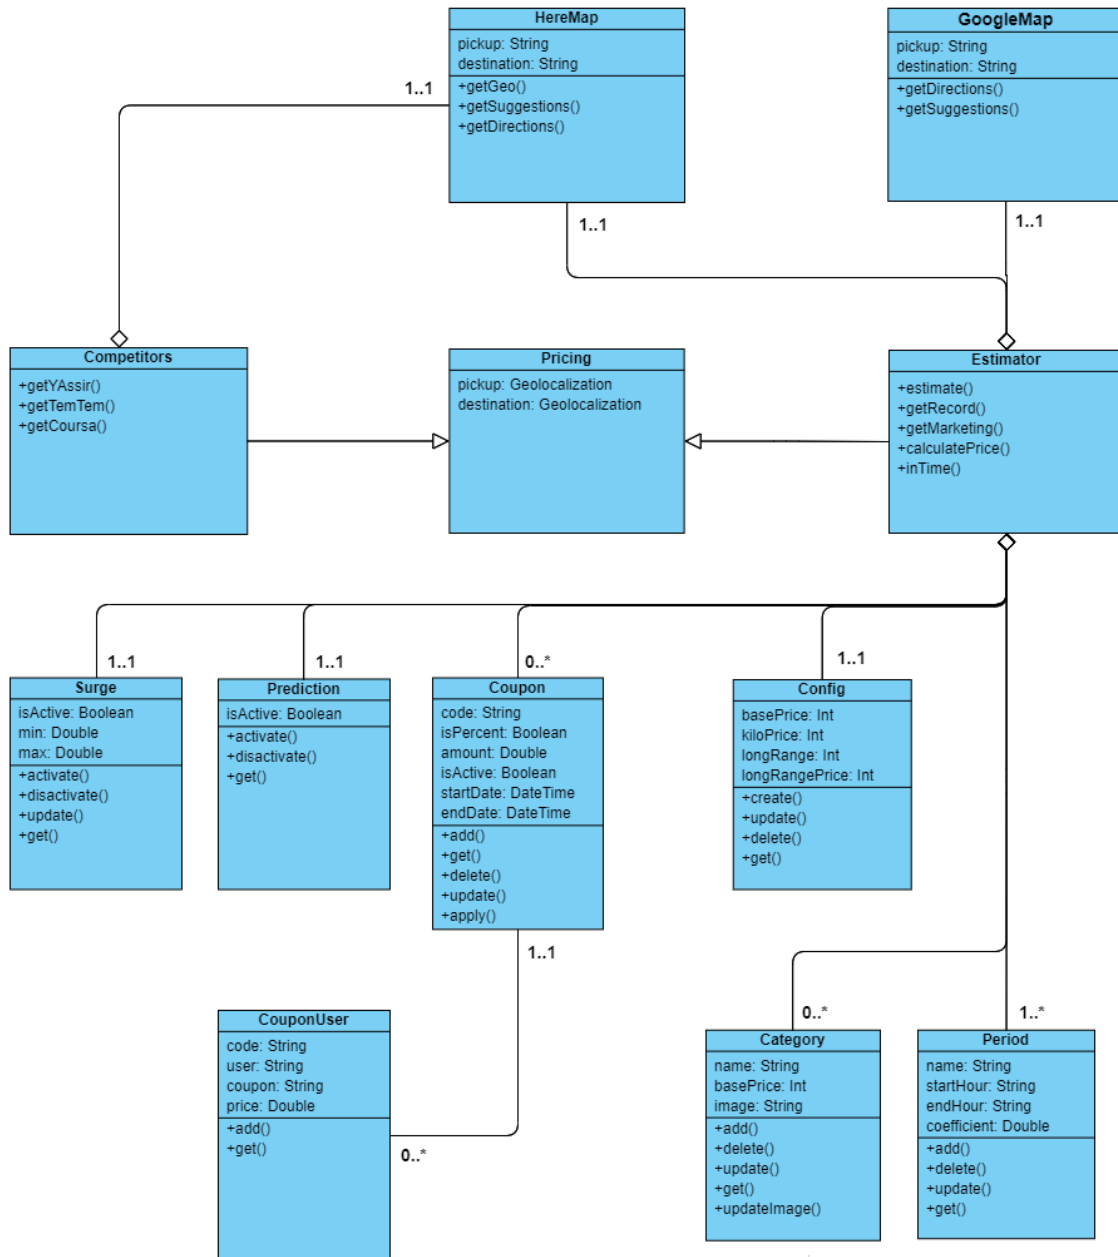 HereMap
pickup: String
destination: String
+getGeo()
+getSuggestions()
+getDirections()
GoogleMap
pickup: String
destination: String
+getDirections()
+getSuggestions()
1..1
1..1
1..1
Competitors
+getYAssir()
+getTemTem()
+getCoursa()
Pricing
pickup: Geolocalization
destination: Geolocalization
Estimator
+estimate()
+getRecord()
+getMarketing()
+calculatePrice()
+inTime()
1..1
1..1
0..*
1..1
Surge
isActive: Boolean
min: Double
max: Double
+activate()
+disactivate()
+update()
+get()
Prediction
isActive: Boolean
+activate()
+disactivate()
+get()
Coupon
code: String
isPercent: Boolean
amount: Double
isActive: Boolean
startDate: DateTime
endDate: DateTime
+add()
+get()
+delete()
+update()
+apply()
Config
basePrice: Int
kiloPrice: Int
longRange: Int
longRangePrice: Int
+create()
+update()
+delete()
+get()
1..1
CouponUser
code: String
user: String
coupon: String
price: Double
+add()
+get()
0..*
0..*
1..*
Category
name: String
basePrice: Int
image: String
+add()
+delete()
+update()
+get()
+updateImage()
Period
name: String
startHour: String
endHour: String
coefficient: Double
+add()
+delete()
+update()
+get()